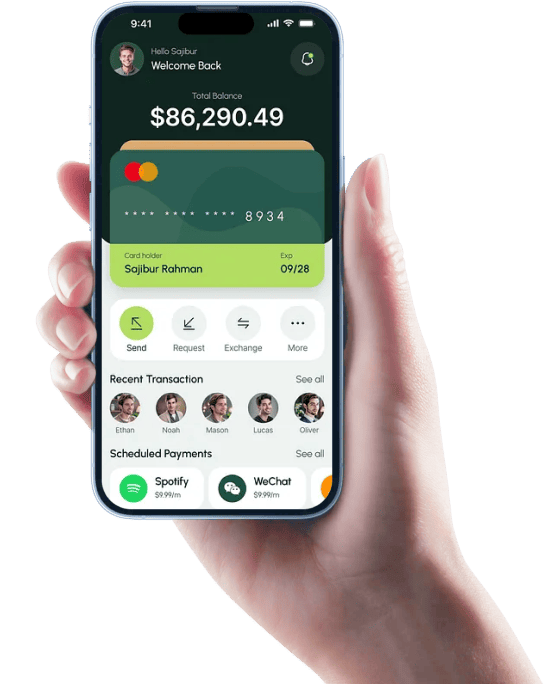 9:41
Hello Sajibur
Welcome Back
Total Balance
$86,290.49
**** **** **** 8934
Card holder
Exp
Sajibur Rahman
09/28
Send
Request
Exchange
More
Recent Transaction
See all
Ethan
Noah
Mason
Lucas
Oliver
Scheduled Payments
See all
Spotify
$9.99/m
WeChat
$9.99/m